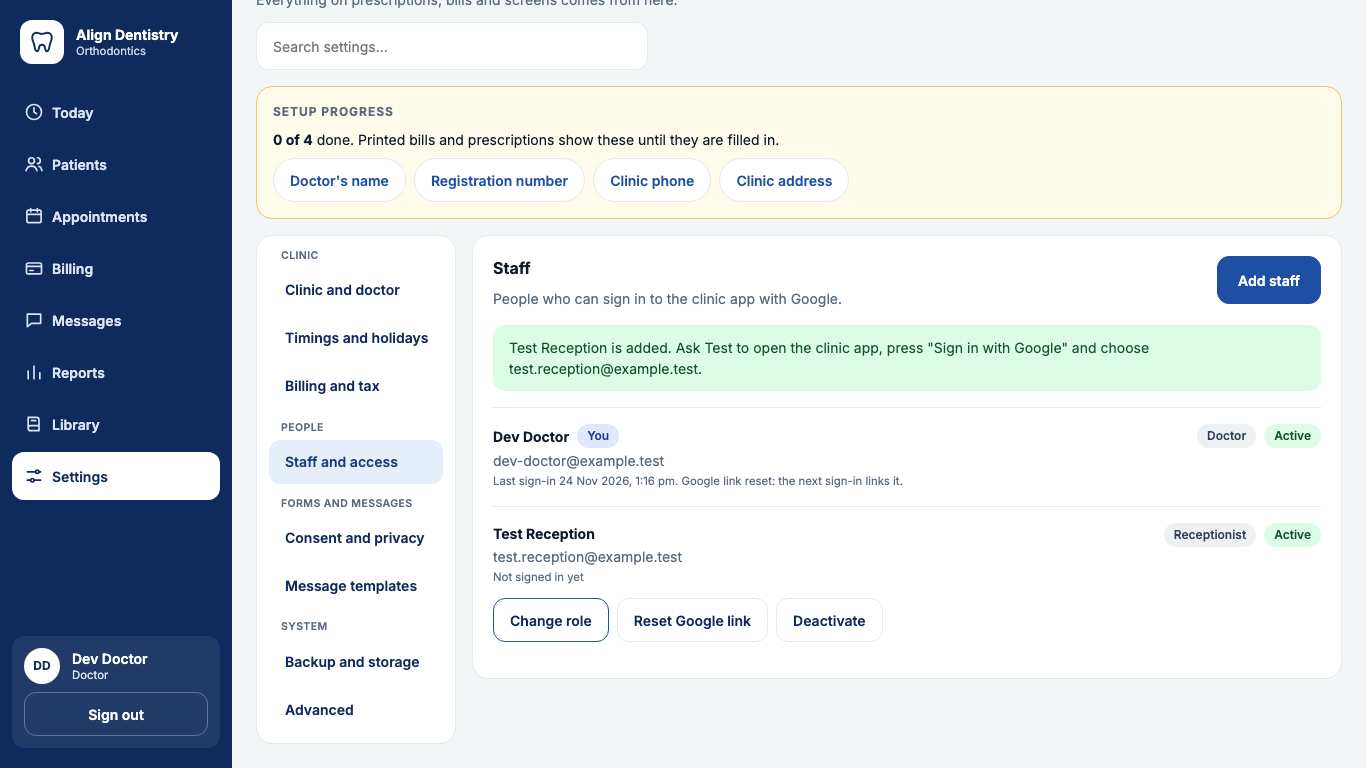 Align Dentistry
Orthodontics
Today
Patients
Appointments
Billing
Messages
Reports
Library
Settings
DD
Dev Doctor
Doctor
Sign out
Everything on prescriptions, bills and screens comes from here.
Search settings...
SETUP PROGRESS
0 of 4 done. Printed bills and prescriptions show these until they are filled in.
Doctor's name
Registration number
Clinic phone
Clinic address
CLINIC
Clinic and doctor
Timings and holidays
Billing and tax
PEOPLE
Staff and access
FORMS AND MESSAGES
Consent and privacy
Message templates
SYSTEM
Backup and storage
Advanced
Staff
People who can sign in to the clinic app with Google.
Add staff
Test Reception is added. Ask Test to open the clinic app, press "Sign in with Google" and choose
test.reception@example.test.
Dev Doctor You
Doctor Active
dev-doctor@example.test
Last sign-in 24 Nov 2026, 1:16 pm. Google link reset: the next sign-in links it.
Test Reception
Receptionist Active
test.reception@example.test
Not signed in yet
Change role
Reset Google link
Deactivate